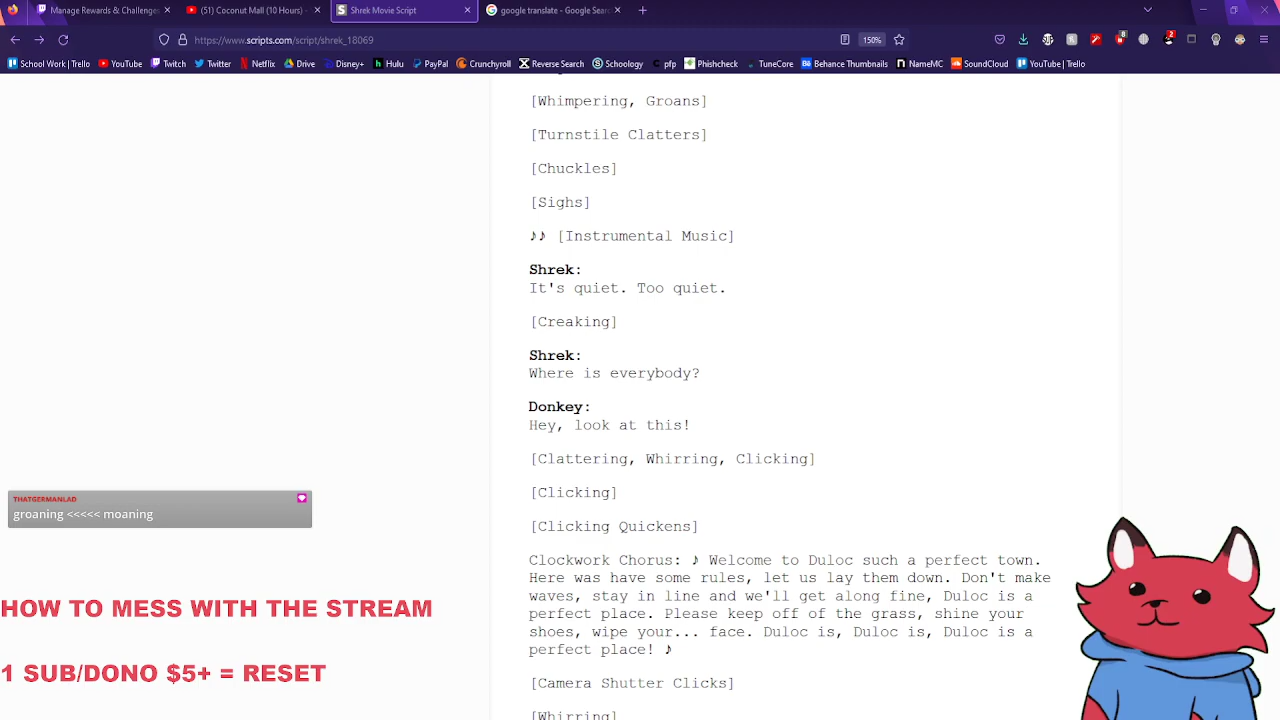 Manage Rewards & Challenges
(51) Coconut Mall (10 Hours) -
Shrek Movie Script
google translate - Google Sear
https://www.scripts.com/script/shrek_18069
150%
School Work | Trello
YouTube
Twitch
Twitter
Netflix
Drive
Disney+
Hulu
PayPal
Crunchyroll
Reverse Search
Schoology
pfp
Phishcheck
TuneCore
Behance Thumbnails
NameMC
SoundCloud
YouTube | Trello
[Whimpering, Groans]
[Turnstile Clatters]
[Chuckles]
[Sighs]
♪♪ [Instrumental Music]
Shrek:
It's quiet. Too quiet.
[Creaking]
Shrek:
Where is everybody?
Donkey:
Hey, look at this!
[Clattering, Whirring, Clicking]
[Clicking]
[Clicking Quickens]
Clockwork Chorus: ♪ Welcome to Duloc such a perfect town.
Here was have some rules, let us lay them down. Don't make
waves, stay in line and we'll get along fine, Duloc is a
perfect place. Please keep off of the grass, shine your
shoes, wipe your... face. Duloc is, Duloc is, Duloc is a
perfect place! ♪
[Camera Shutter Clicks]
[Whirring]
THATGERMANLAD
groaning <<<<< moaning
HOW TO MESS WITH THE STREAM
1 SUB/DONO $5+ = RESET